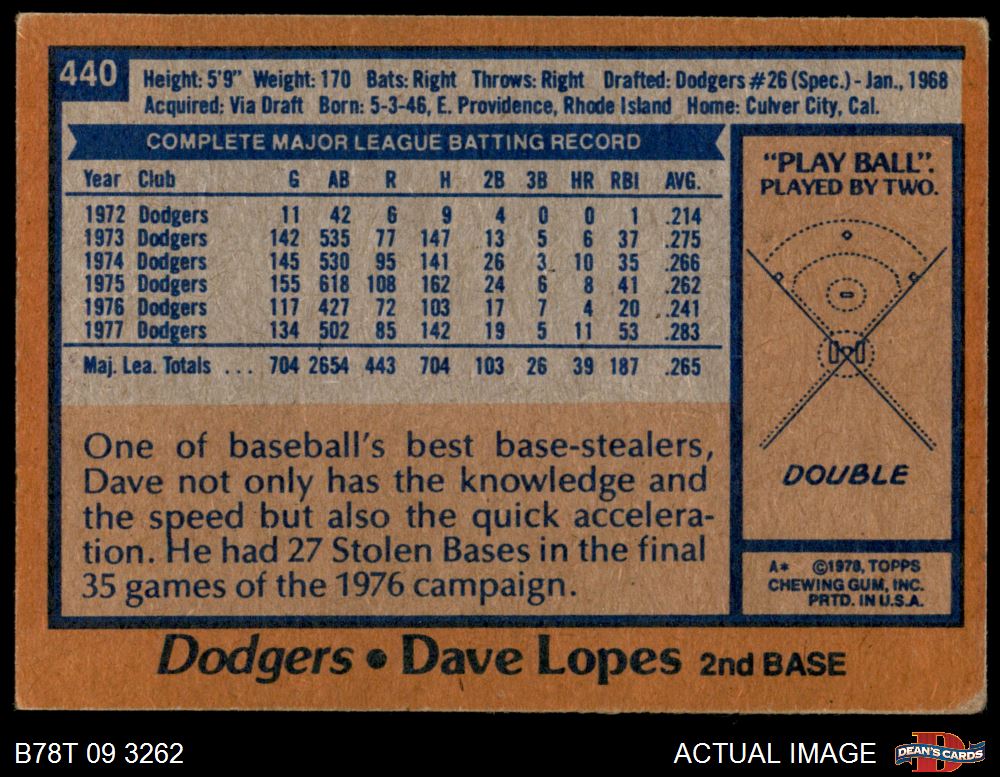 440
Height: 5'9" Weight: 170 Bats: Right Throws: Right Drafted: Dodgers #26 (Spec.) - Jan., 1968
Acquired: Via Draft Born: 5-3-46, E. Providence, Rhode Island Home: Culver City, Cal.
COMPLETE MAJOR LEAGUE BATTING RECORD
Year Club G AB R H 2B 3B HR RBI AVG.
1972 Dodgers 11 42 6 9 4 0 0 1 .214
1973 Dodgers 142 535 77 147 13 5 6 37 .275
1974 Dodgers 145 530 95 141 26 3 10 35 .266
1975 Dodgers 155 618 108 162 24 6 8 41 .262
1976 Dodgers 117 427 72 103 17 7 4 20 .241
1977 Dodgers 134 502 85 142 19 5 11 53 .283
Maj. Lea. Totals ... 704 2654 443 704 103 26 39 187 .265
One of baseball's best base-stealers,
Dave not only has the knowledge and
the speed but also the quick accelera-
tion. He had 27 Stolen Bases in the final
35 games of the 1976 campaign.
"PLAY BALL".
PLAYED BY TWO.
DOUBLE
A* ©1978, TOPPS
CHEWING GUM, INC.
PRTD. IN U.S.A.
Dodgers • Dave Lopes 2nd BASE
B78T 09 3262
ACTUAL IMAGE
DEAN'S CARDS